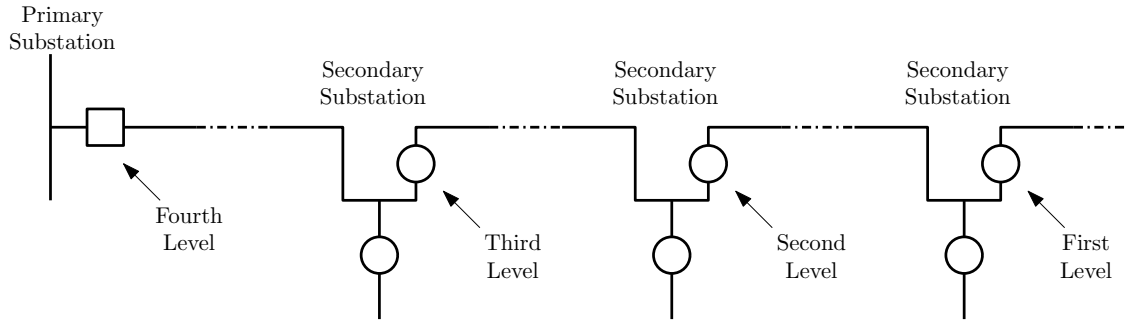 Primary
Substation
Secondary
Substation
Secondary
Substation
Secondary
Substation
Fourth
Level
Third
Level
Second
Level
First
Level